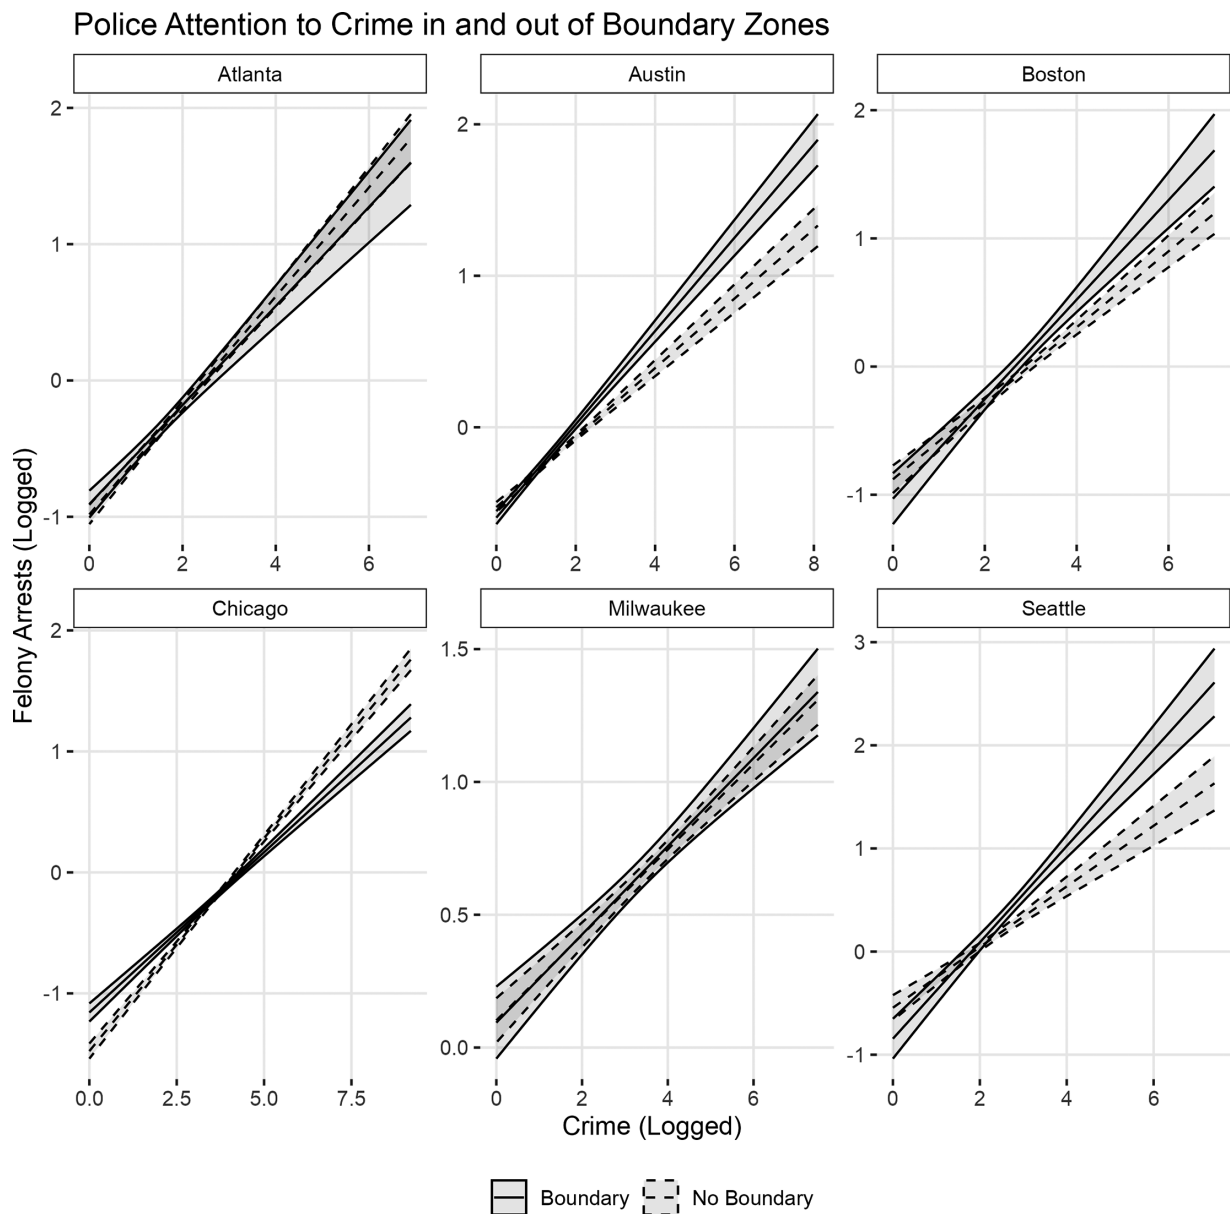 Police Attention to Crime in and out of Boundary Zones
Atlanta
Austin
Boston
2
1
0
-1
0 2 4 6
2
1
0
0 2 4 6 8
2
1
0
-1
0 2 4 6
Felony Arrests (Logged)
Chicago
Milwaukee
Seattle
2
1
0
-1
0.0 2.5 5.0 7.5
1.5
1.0
0.5
0.0
0 2 4 6
3
2
1
0
-1
0 2 4 6
Crime (Logged)
Boundary No Boundary